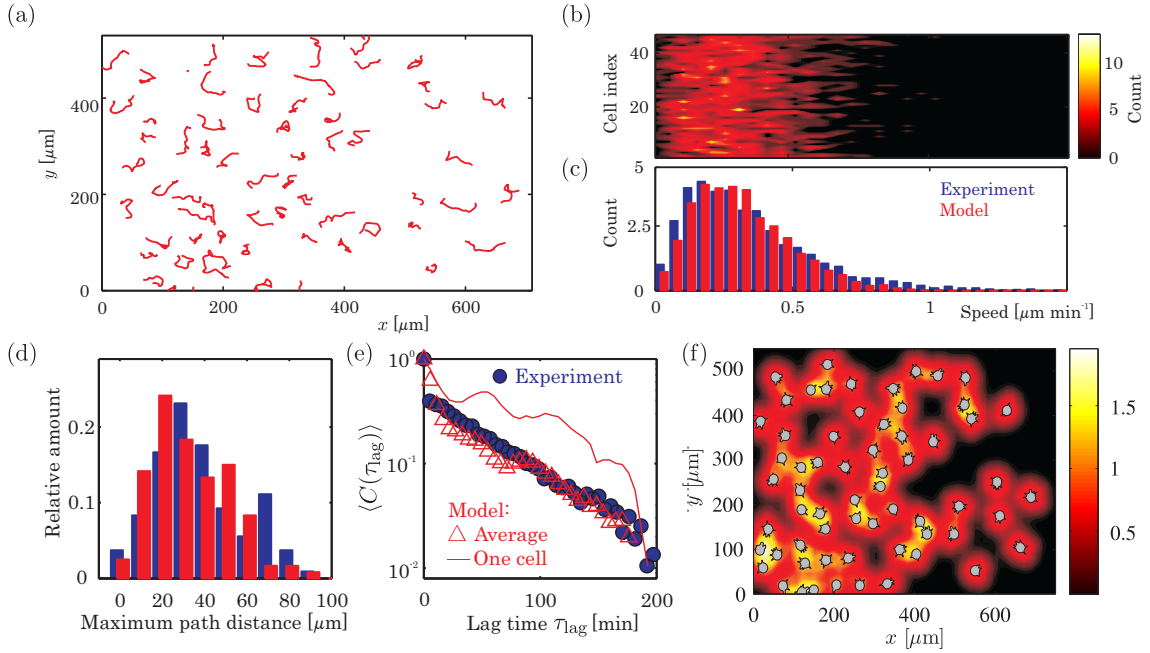 (a)
400
200
0
y [μm]
0
200
400
600
x [μm]
(b)
Cell index
40
20
10
5
0
Count
(c)
5
2.5
0
Count
Experiment
Model
0
0.5
1
Speed [μm min⁻¹]
(d)
0.2
0.1
0
Relative amount
0
20
40
60
80
100
Maximum path distance [μm]
(e)
10⁰
10⁻¹
10⁻²
⟨C(τlag)⟩
Experiment
Model:
Average
One cell
0
100
200
Lag time τlag [min]
(f)
500
400
300
200
100
0
y [μm]
0
200
400
600
x [μm]
1.5
1
0.5